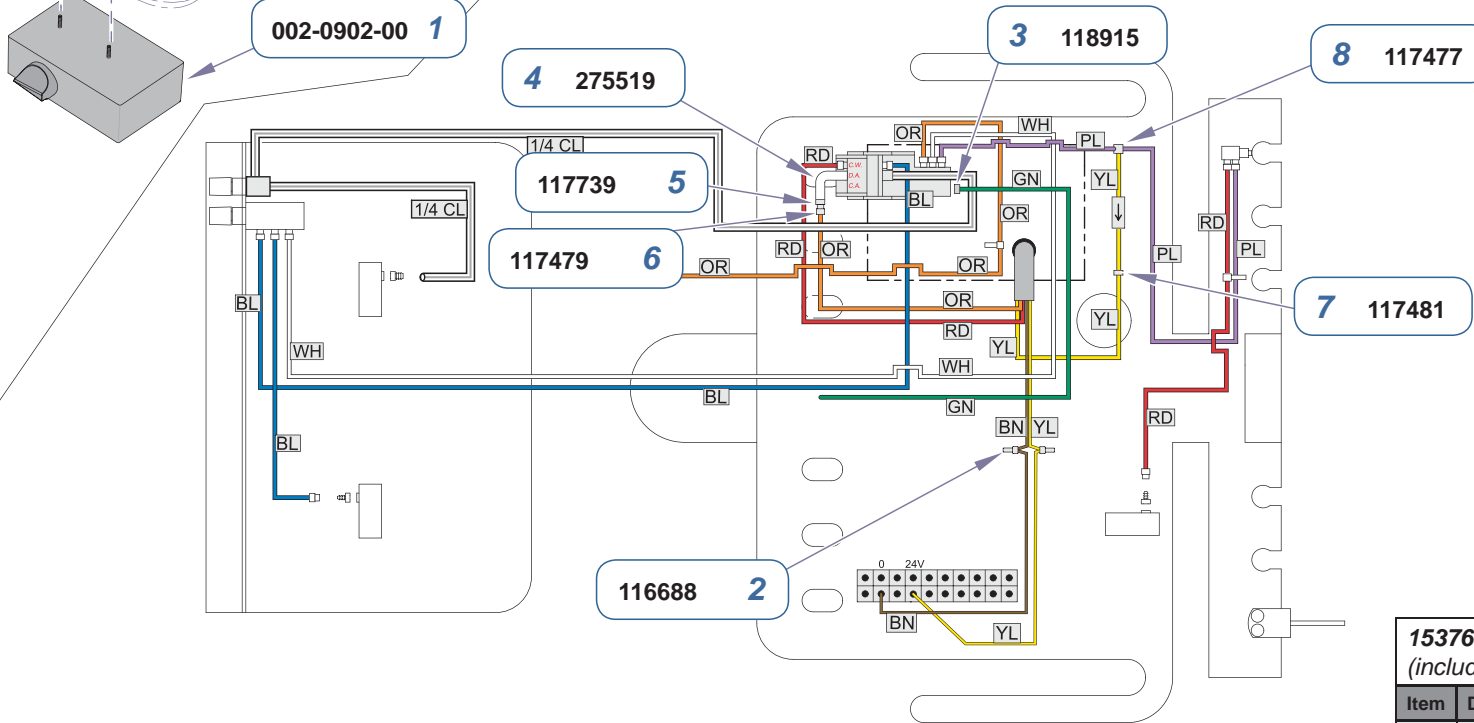 002-0902-00 1
3 118915
8 117477
4 275519
OR
WH
PL
1/4 CL
RD
C.W.
D.A.
C.A.
117739 5
GN
YL
BL
1/4 CL
OR
RD
PL
RD
OR
117479 6
OR
OR
PL
BL
OR
7 117481
RD
YL
YL
WH
WH
BL
GN
RD
BN YL
BL
116688 2
0 24V
BN
YL
15376
(includ
Item D